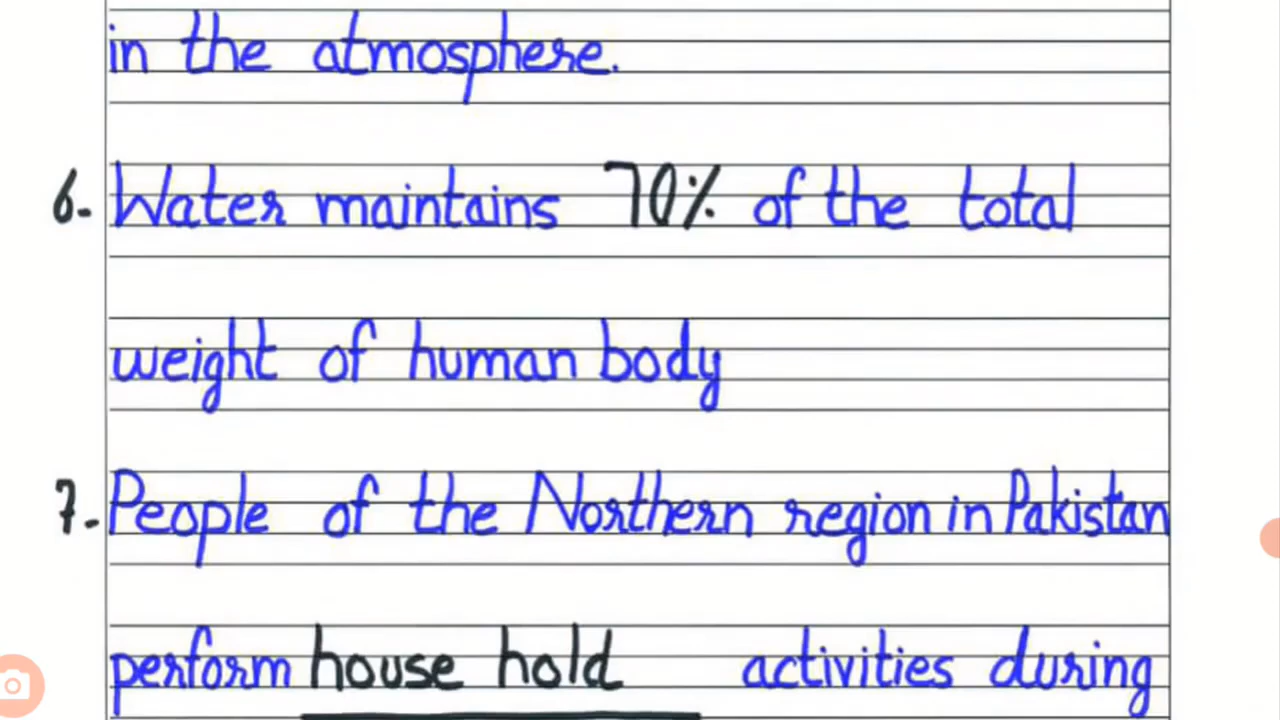 in the atmosphere.
6. Water maintains 70% of the total
weight of human body
7. People of the Northern region in Pakistan
perform house hold activities during